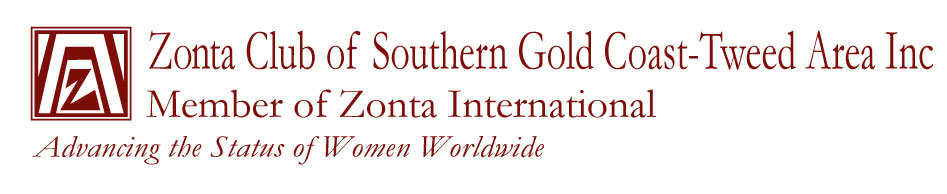 Zonta Club of Southern Gold Coast-Tweed Area Inc
Member of Zonta International
Advancing the Status of Women Worldwide